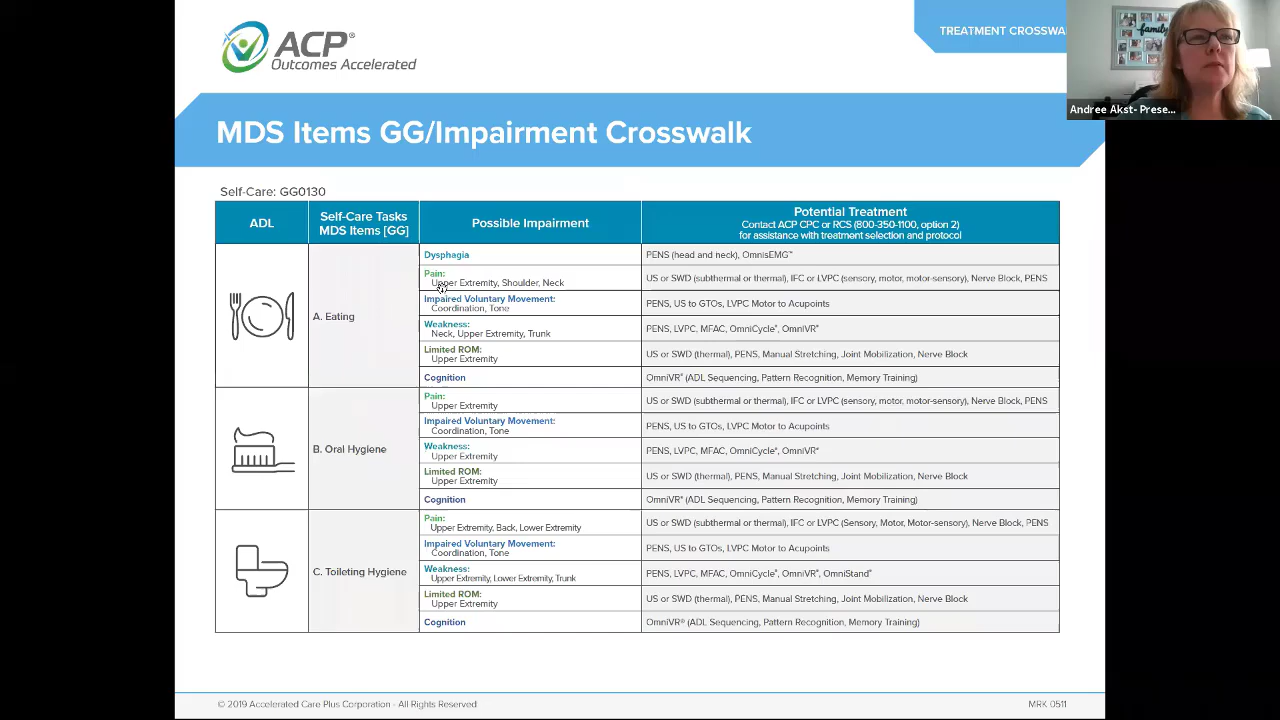 ACP®
Outcomes Accelerated
TREATMENT CROSSWA
family
Andree Akst- Prese...
MDS Items GG/Impairment Crosswalk
Self-Care: GG0130
ADL
Self-Care Tasks
MDS Items [GG]
Possible Impairment
Potential Treatment
Contact ACP CPC or RCS (800-350-1100, option 2)
for assistance with treatment selection and protocol
A. Eating
Dysphagia
PENS (head and neck), OmnisEMG™
Pain:
Upper Extremity, Shoulder, Neck
US or SWD (subthermal or thermal), IFC or LVPC (sensory, motor, motor-sensory), Nerve Block, PENS
Impaired Voluntary Movement:
Coordination, Tone
PENS, US to GTOs, LVPC Motor to Acupoints
Weakness:
Neck, Upper Extremity, Trunk
PENS, LVPC, MFAC, OmniCycle®, OmniVR®
Limited ROM:
Upper Extremity
US or SWD (thermal), PENS, Manual Stretching, Joint Mobilization, Nerve Block
Cognition
OmniVR® (ADL Sequencing, Pattern Recognition, Memory Training)
B. Oral Hygiene
Pain:
Upper Extremity
US or SWD (subthermal or thermal), IFC or LVPC (sensory, motor, motor-sensory), Nerve Block, PENS
Impaired Voluntary Movement:
Coordination, Tone
PENS, US to GTOs, LVPC Motor to Acupoints
Weakness:
Upper Extremity
PENS, LVPC, MFAC, OmniCycle®, OmniVR®
Limited ROM:
Upper Extremity
US or SWD (thermal), PENS, Manual Stretching, Joint Mobilization, Nerve Block
Cognition
OmniVR® (ADL Sequencing, Pattern Recognition, Memory Training)
C. Toileting Hygiene
Pain:
Upper Extremity, Back, Lower Extremity
US or SWD (subthermal or thermal), IFC or LVPC (Sensory, Motor, Motor-sensory), Nerve Block, PENS
Impaired Voluntary Movement:
Coordination, Tone
PENS, US to GTOs, LVPC Motor to Acupoints
Weakness:
Upper Extremity, Lower Extremity, Trunk
PENS, LVPC, MFAC, OmniCycle®, OmniVR®, OmniStand®
Limited ROM:
Upper Extremity
US or SWD (thermal), PENS, Manual Stretching, Joint Mobilization, Nerve Block
Cognition
OmniVR® (ADL Sequencing, Pattern Recognition, Memory Training)
© 2019 Accelerated Care Plus Corporation - All Rights Reserved
MRK 0511